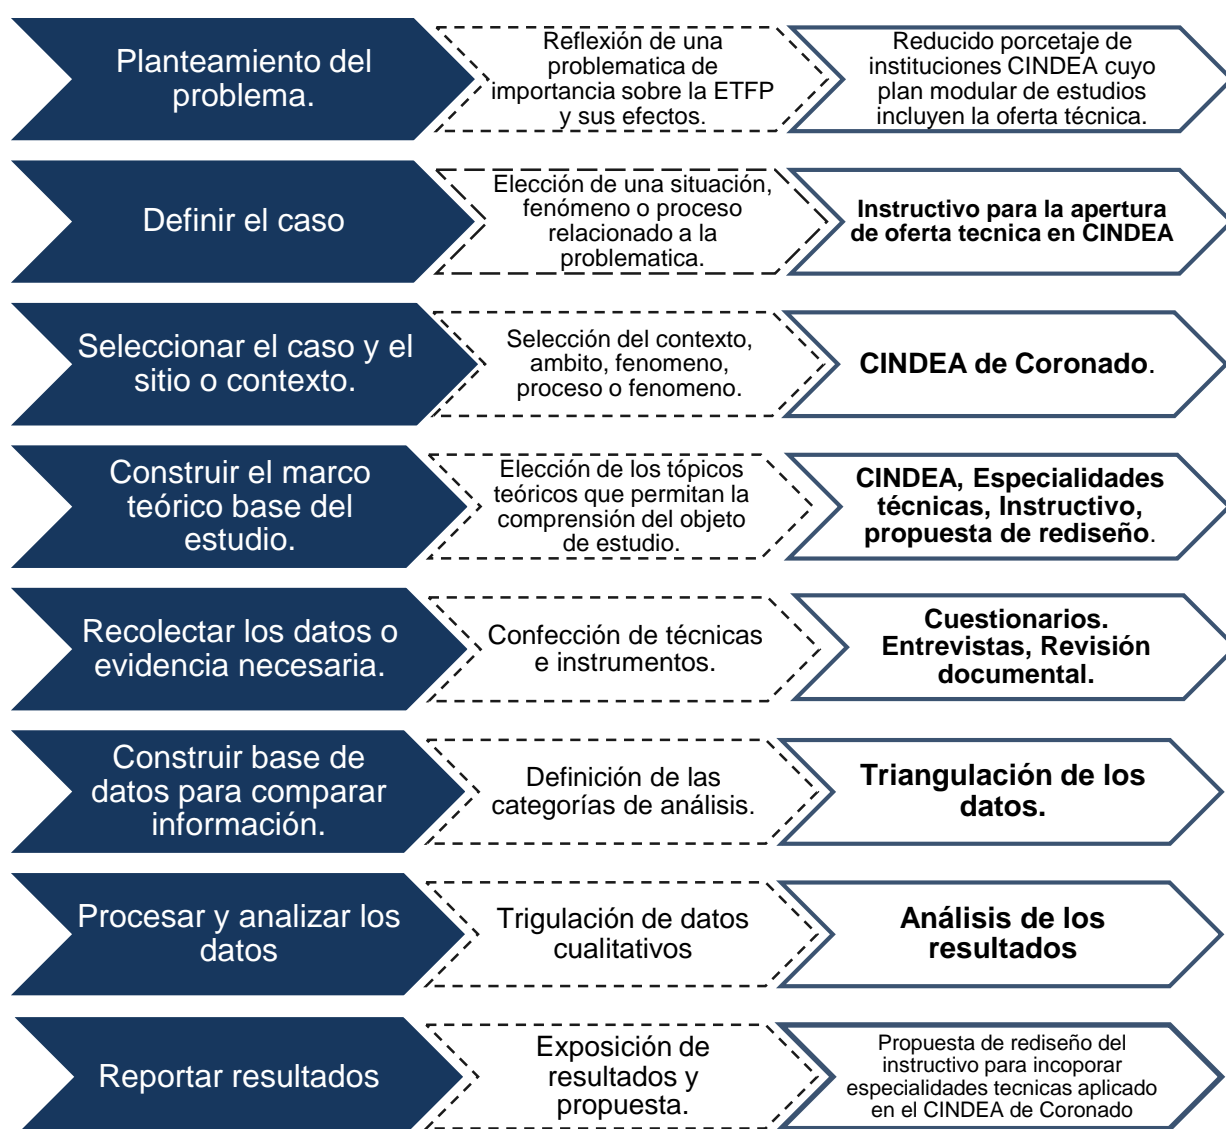 Planteamiento del
problema.
Reflexión de una
problematica de
importancia sobre la ETFP
y sus efectos.
Reducido porcetaje de
instituciones CINDEA cuyo
plan modular de estudios
incluyen la oferta técnica.
Definir el caso
Elección de una situación,
fenómeno o proceso
relacionado a la
problematica.
Instructivo para la apertura
de oferta tecnica en CINDEA
Seleccionar el caso y el
sitio o contexto.
Selección del contexto,
ambito, fenomeno,
proceso o fenomeno.
CINDEA de Coronado.
Construir el marco
teórico base del
estudio.
Elección de los tópicos
teóricos que permitan la
comprensión del objeto
de estudio.
CINDEA, Especialidades
técnicas, Instructivo,
propuesta de rediseño.
Recolectar los datos o
evidencia necesaria.
Confección de técnicas
e instrumentos.
Cuestionarios.
Entrevistas, Revisión
documental.
Construir base de
datos para comparar
información.
Definición de las
categorías de análisis.
Triangulación de los
datos.
Procesar y analizar los
datos
Trigulación de datos
cualitativos
Análisis de los
resultados
Reportar resultados
Exposición de
resultados y
propuesta.
Propuesta de rediseño del
instructivo para incoporar
especialidades tecnicas aplicado
en el CINDEA de Coronado